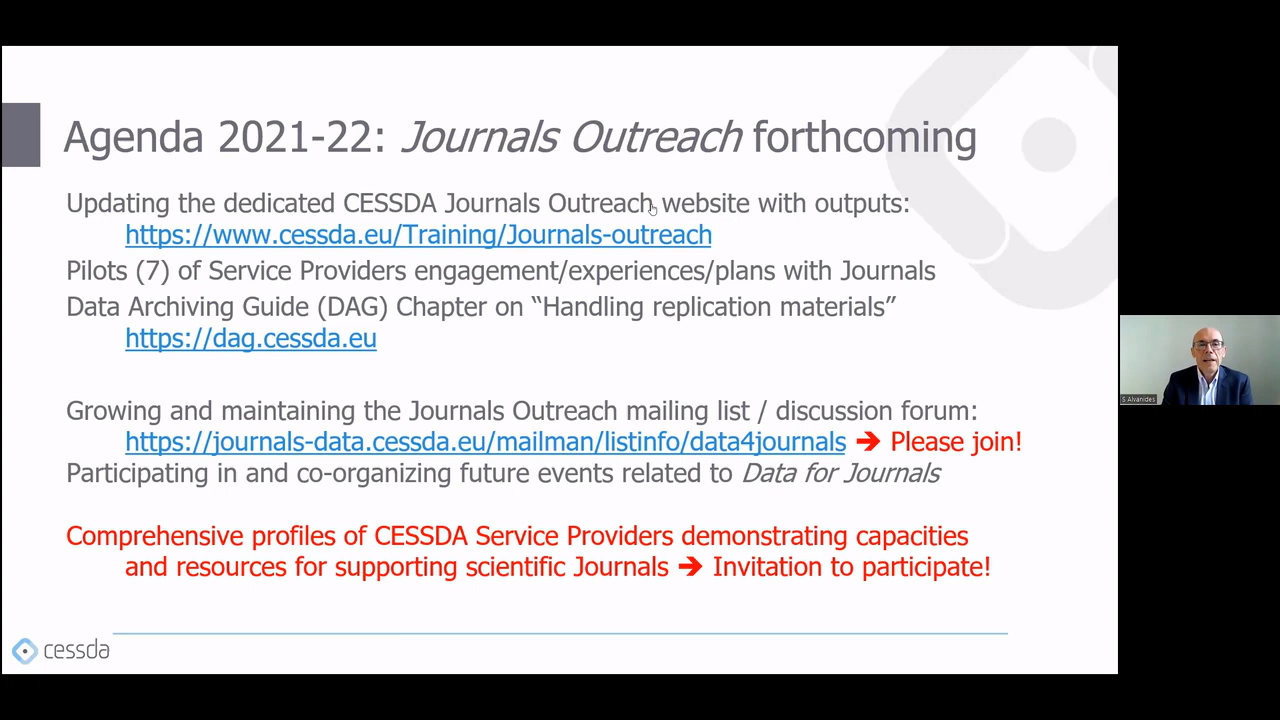 Agenda 2021-22: Journals Outreach forthcoming
Updating the dedicated CESSDA Journals Outreach website with outputs:
https://www.cessda.eu/Training/Journals-outreach
Pilots (7) of Service Providers engagement/experiences/plans with Journals
Data Archiving Guide (DAG) Chapter on “Handling replication materials”
https://dag.cessda.eu
Growing and maintaining the Journals Outreach mailing list / discussion forum:
https://journals-data.cessda.eu/mailman/listinfo/data4journals ➔ Please join!
Participating in and co-organizing future events related to Data for Journals
Comprehensive profiles of CESSDA Service Providers demonstrating capacities
and resources for supporting scientific Journals ➔ Invitation to participate!
cessda
S Alvanides